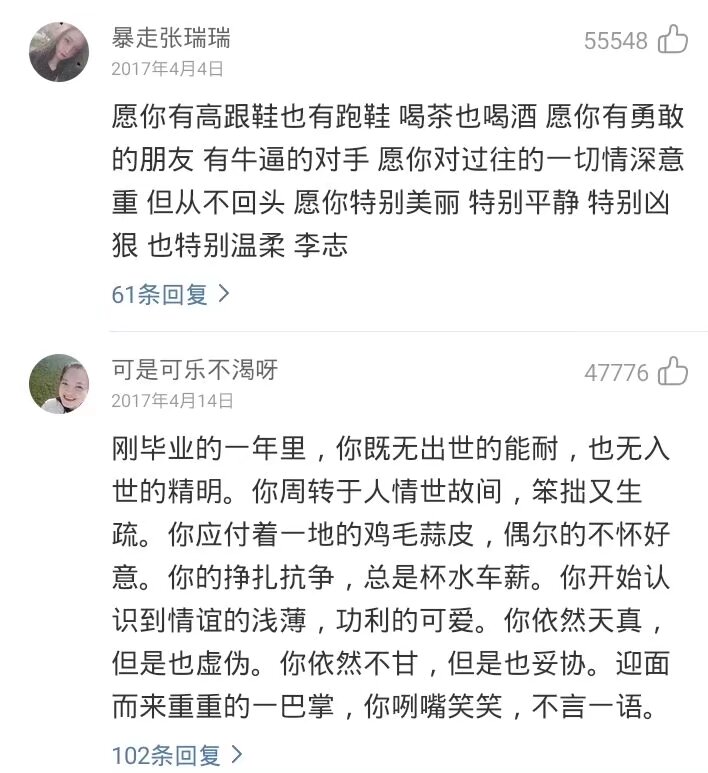 暴走张瑞瑞
55548
2017年4月4日
愿你有高跟鞋也有跑鞋 喝茶也喝酒 愿你有勇敢
的朋友 有牛逼的对手 愿你对过往的一切情深意
重 但从不回头 愿你特别美丽 特别平静 特别凶
狠 也特别温柔 李志
61条回复 >
可是可乐不渴呀
47776
2017年4月14日
刚毕业的一年里，你既无出世的能耐，也无入
世的精明。你周转于人情世故间，笨拙又生
疏。你应付着一地的鸡毛蒜皮，偶尔的不怀好
意。你的挣扎抗争，总是杯水车薪。你开始认
识到情谊的浅薄，功利的可爱。你依然天真，
但是也虚伪。你依然不甘，但是也妥协。迎面
而来重重的一巴掌，你咧嘴笑笑，不言一语。
102条回复 >